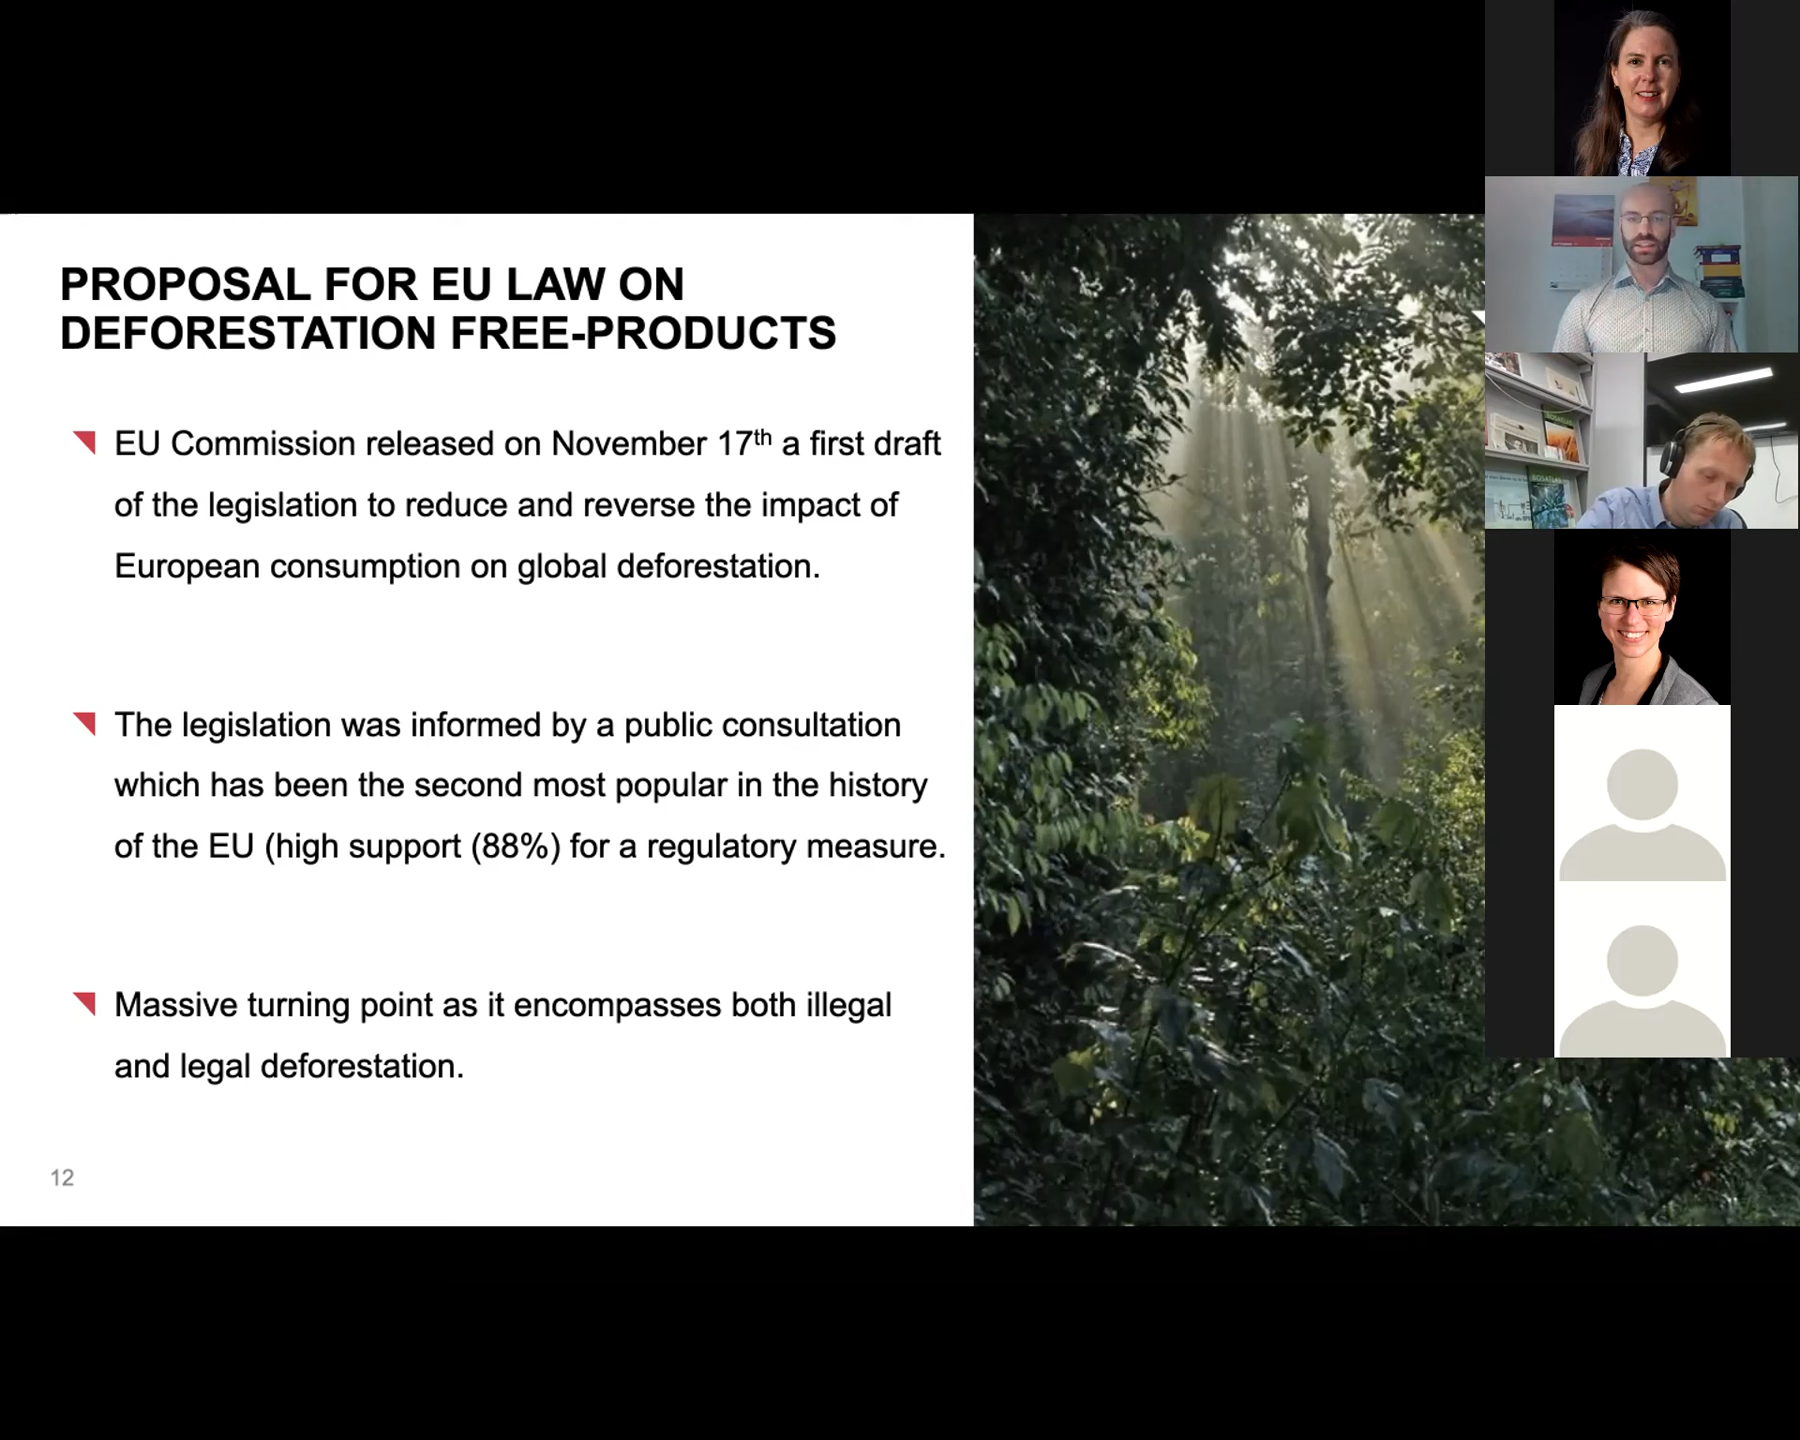 PROPOSAL FOR EU LAW ON
DEFORESTATION FREE-PRODUCTS
EU Commission released on November 17th a first draft
of the legislation to reduce and reverse the impact of
European consumption on global deforestation.
The legislation was informed by a public consultation
which has been the second most popular in the history
of the EU (high support (88%) for a regulatory measure.
Massive turning point as it encompasses both illegal
and legal deforestation.
12